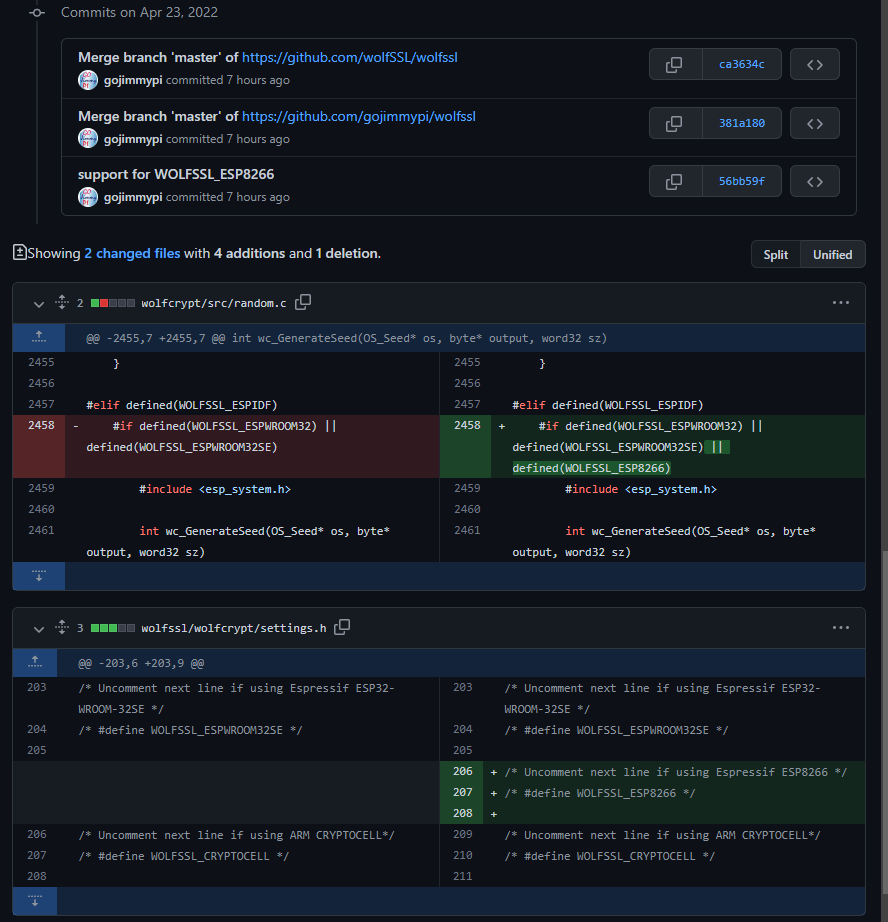 Commits on Apr 23, 2022
Merge branch 'master' of https://github.com/wolfSSL/wolfssl
gojimmypi committed 7 hours ago
ca3634c
Merge branch 'master' of https://github.com/gojimmypi/wolfssl
gojimmypi committed 7 hours ago
381a180
support for WOLFSSL_ESP8266
gojimmypi committed 7 hours ago
56bb59f
Showing 2 changed files with 4 additions and 1 deletion.
Split Unified
2 wolfcrypt/src/random.c
@@ -2455,7 +2455,7 @@ int wc_GenerateSeed(OS_Seed* os, byte* output, word32 sz)
2455 } 2455 }
2456 2456
2457 #elif defined(WOLFSSL_ESPIDF) 2457 #elif defined(WOLFSSL_ESPIDF)
2458 - #if defined(WOLFSSL_ESPWROOM32) || 2458 + #if defined(WOLFSSL_ESPWROOM32) ||
defined(WOLFSSL_ESPWROOM32SE) defined(WOLFSSL_ESPWROOM32SE) ||
defined(WOLFSSL_ESP8266)
2459 #include <esp_system.h> 2459 #include <esp_system.h>
2460 2460
2461 int wc_GenerateSeed(OS_Seed* os, byte* 2461 int wc_GenerateSeed(OS_Seed* os, byte*
output, word32 sz) output, word32 sz)
3 wolfssl/wolfcrypt/settings.h
@@ -203,6 +203,9 @@
203 /* Uncomment next line if using Espressif ESP32- 203 /* Uncomment next line if using Espressif ESP32-
WROOM-32SE */ WROOM-32SE */
204 /* #define WOLFSSL_ESPWROOM32SE */ 204 /* #define WOLFSSL_ESPWROOM32SE */
205 205
206 + /* Uncomment next line if using Espressif ESP8266 */
207 + /* #define WOLFSSL_ESP8266 */
208 +
206 /* Uncomment next line if using ARM CRYPTOCELL*/ 209 /* Uncomment next line if using ARM CRYPTOCELL*/
207 /* #define WOLFSSL_CRYPTOCELL */ 210 /* #define WOLFSSL_CRYPTOCELL */
208 211